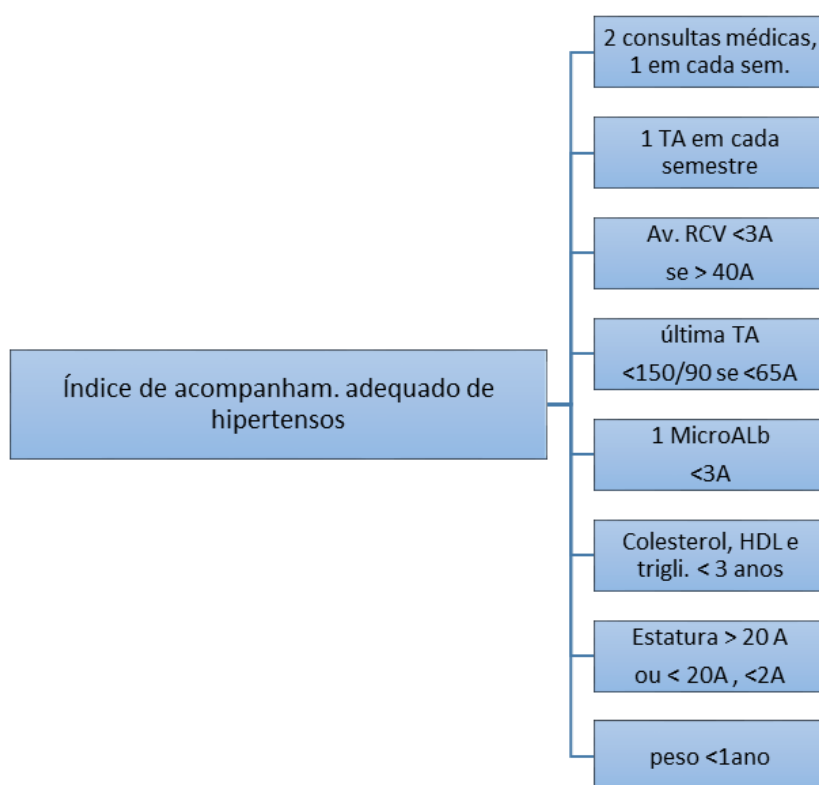 2 consultas médicas,
1 em cada sem.
1 TA em cada
semestre
Av. RCV <3A
se > 40A
última TA
<150/90 se <65A
Índice de acompanham. adequado de
hipertensos
1 MicroALb
<3A
Colesterol, HDL e
trigli. < 3 anos
Estatura > 20 A
ou < 20A , <2A
peso <1ano